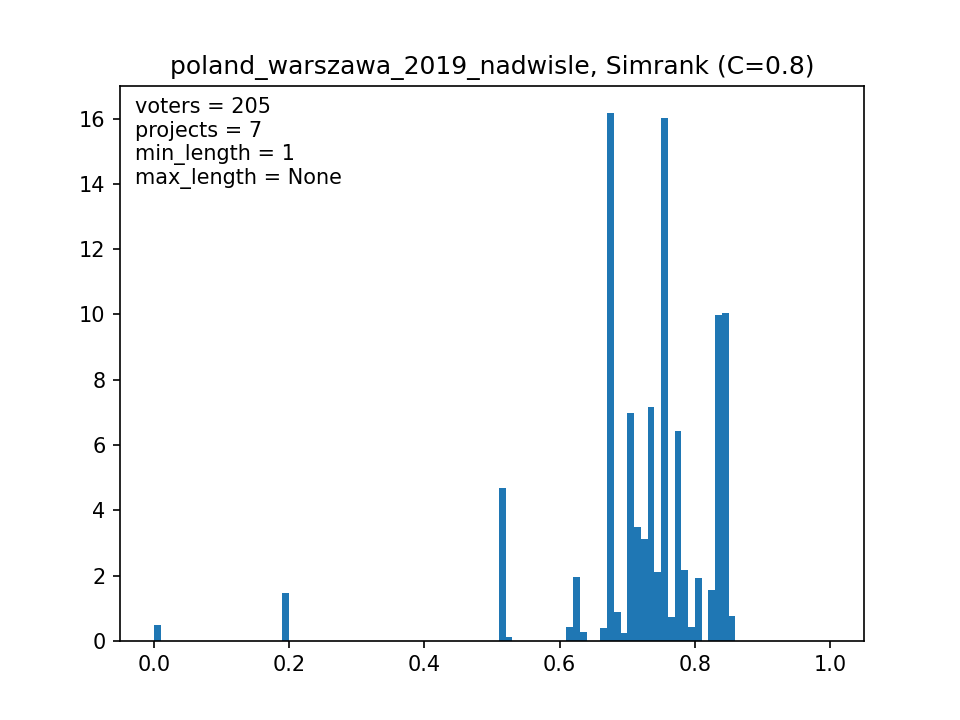 poland_warszawa_2019_nadwisle, Simrank (C=0.8)
voters = 205
projects = 7
min_length = 1
max_length = None
16
14
12
10
8
6
4
2
0
0.0 0.2 0.4 0.6 0.8 1.0